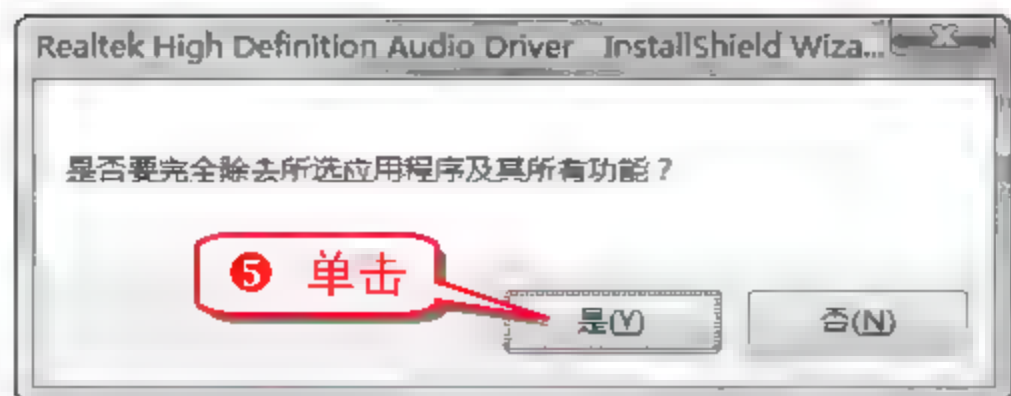 Realtek High Definition Audio Driver InstallShield Wiza...
是否要完全除去所选应用程序及其所有功能？
❺ 单击
是(Y) 否(N)